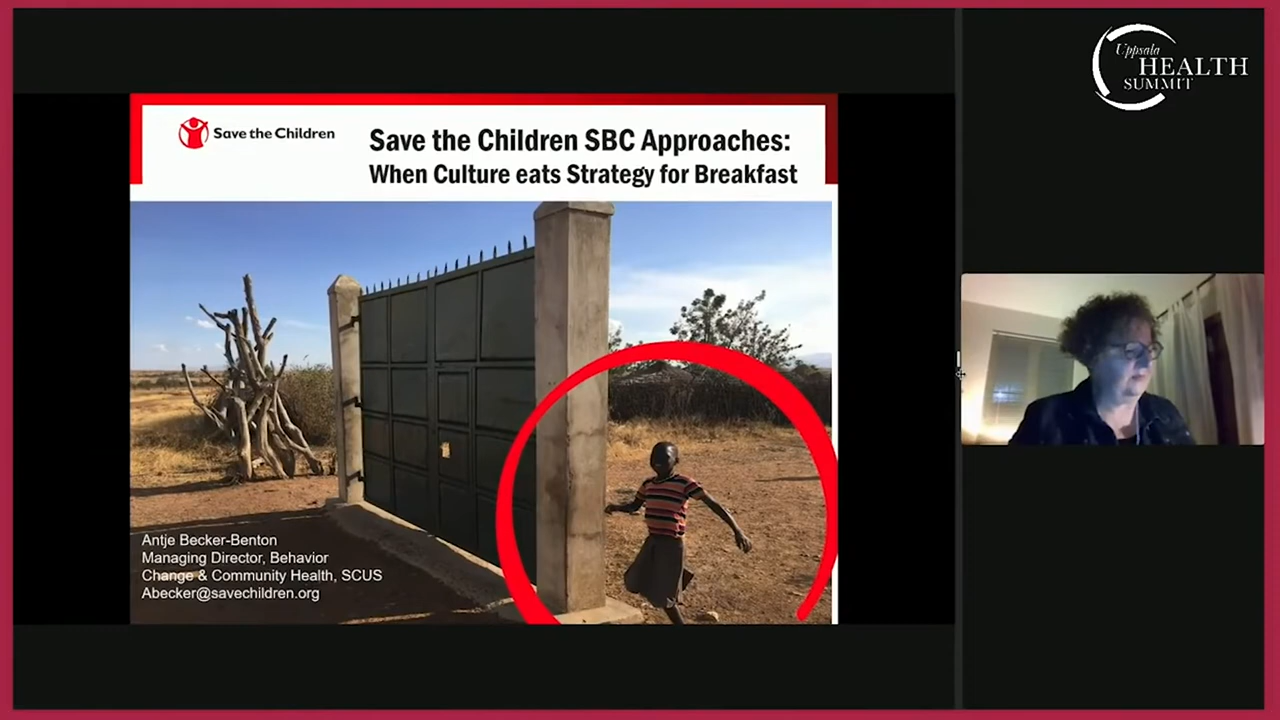 Uppsala
HEALTH
SUMMIT
Save the Children
Save the Children SBC Approaches:
When Culture eats Strategy for Breakfast
Antje Becker-Benton
Managing Director, Behavior
Change & Community Health, SCUS
Abecker@savechildren.org